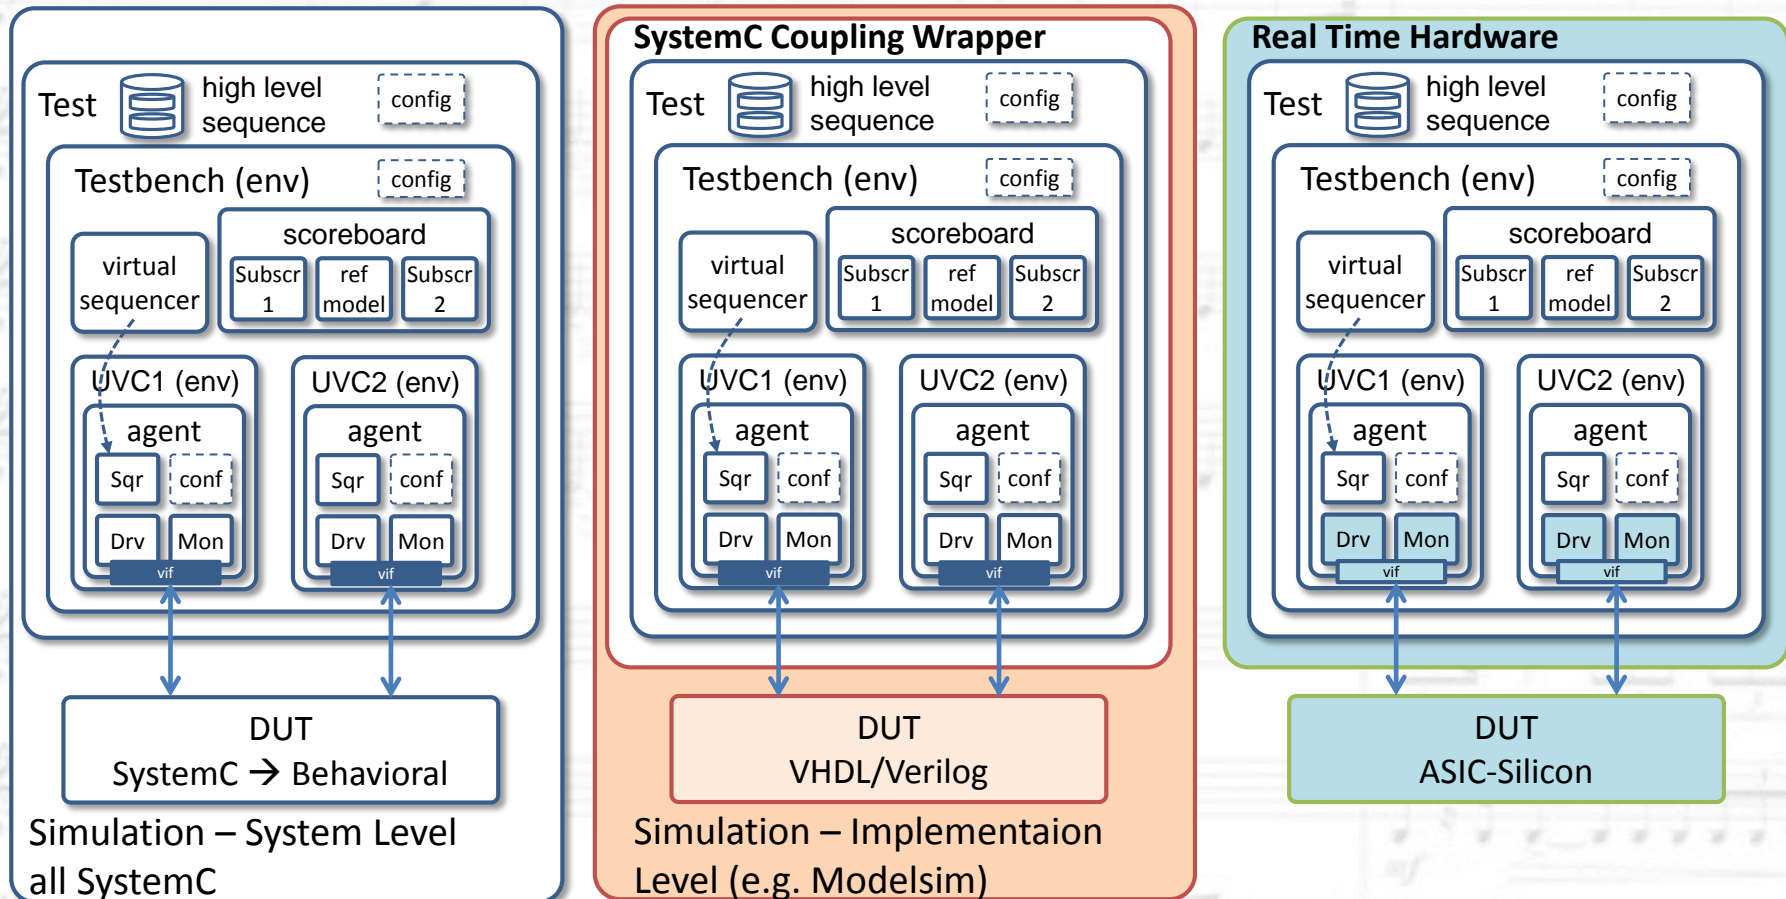 Test
high level
sequence
config
Testbench (env)
config
virtual
sequencer
scoreboard
Subscr
1
ref
model
Subscr
2
UVC1 (env)
agent
Sqr
conf
Drv
Mon
vif
UVC2 (env)
agent
Sqr
conf
Drv
Mon
vif
DUT
SystemC → Behavioral
Simulation – System Level
all SystemC
SystemC Coupling Wrapper
Test
high level
sequence
config
Testbench (env)
config
virtual
sequencer
scoreboard
Subscr
1
ref
model
Subscr
2
UVC1 (env)
agent
Sqr
conf
Drv
Mon
vif
UVC2 (env)
agent
Sqr
conf
Drv
Mon
vif
DUT
VHDL/Verilog
Simulation – Implementaion
Level (e.g. Modelsim)
Real Time Hardware
Test
high level
sequence
config
Testbench (env)
config
virtual
sequencer
scoreboard
Subscr
1
ref
model
Subscr
2
UVC1 (env)
agent
Sqr
conf
Drv
Mon
vif
UVC2 (env)
agent
Sqr
conf
Drv
Mon
vif
DUT
ASIC-Silicon